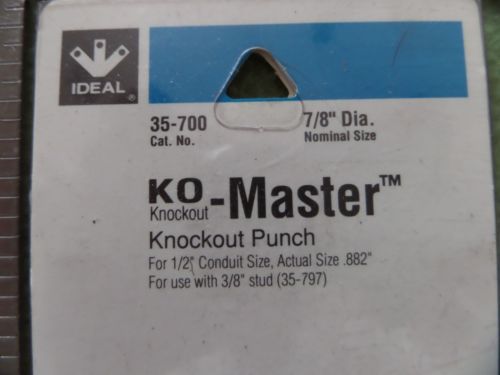 IDEAL®
35-700 7/8" Dia.
Cat. No. Nominal Size
KO-Master™
Knockout
Knockout Punch
For 1/2" Conduit Size, Actual Size .882"
For use with 3/8" stud (35-797)